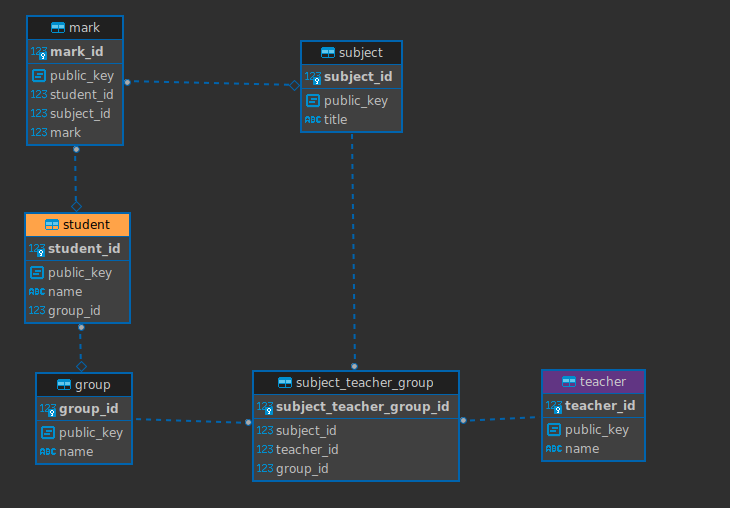 mark
123 mark_id
public_key
123 student_id
123 subject_id
123 mark
subject
123 subject_id
public_key
ABC title
student
123 student_id
public_key
ABC name
123 group_id
group
123 group_id
public_key
ABC name
subject_teacher_group
123 subject_teacher_group_id
123 subject_id
123 teacher_id
123 group_id
teacher
123 teacher_id
public_key
ABC name